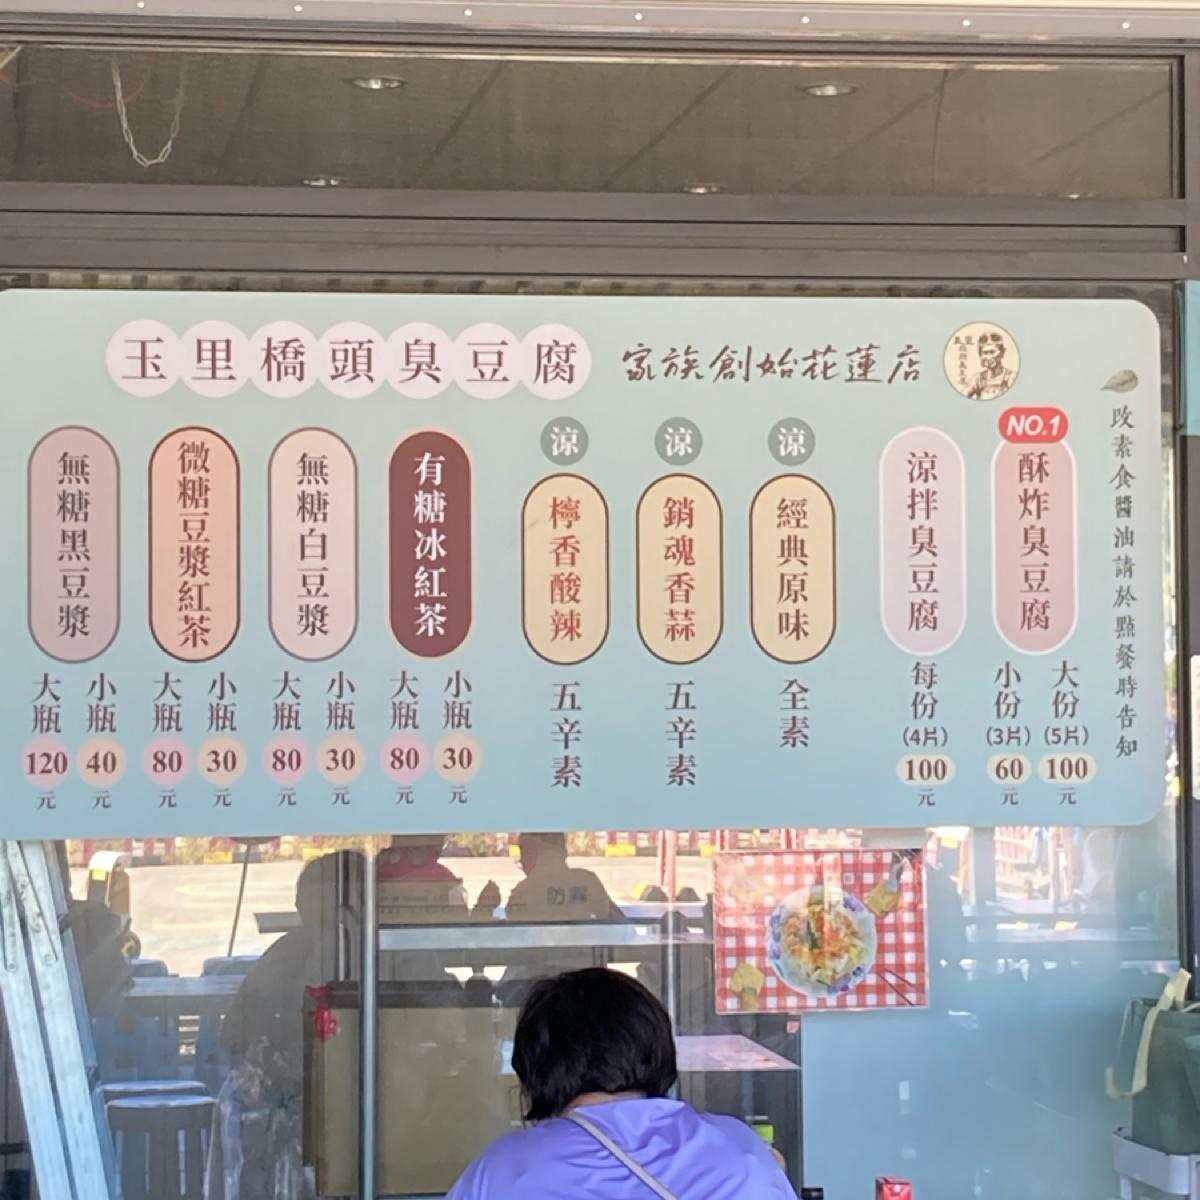 玉里橋頭臭豆腐
家族創始花蓮店
改素食醬油請於點餐時告知
NO.1
酥炸臭豆腐
大份
(5片)
100
元
小份
(3片)
60
元
涼拌臭豆腐
每份
(4片)
100
元
涼
經典原味
全素
涼
銷魂香蒜
五辛素
涼
檸香酸辣
五辛素
有糖冰紅茶
小瓶
30
元
大瓶
80
元
無糖白豆漿
小瓶
30
元
大瓶
80
元
微糖豆漿紅茶
小瓶
30
元
大瓶
80
元
無糖黑豆漿
小瓶
40
元
大瓶
120
元
防霧